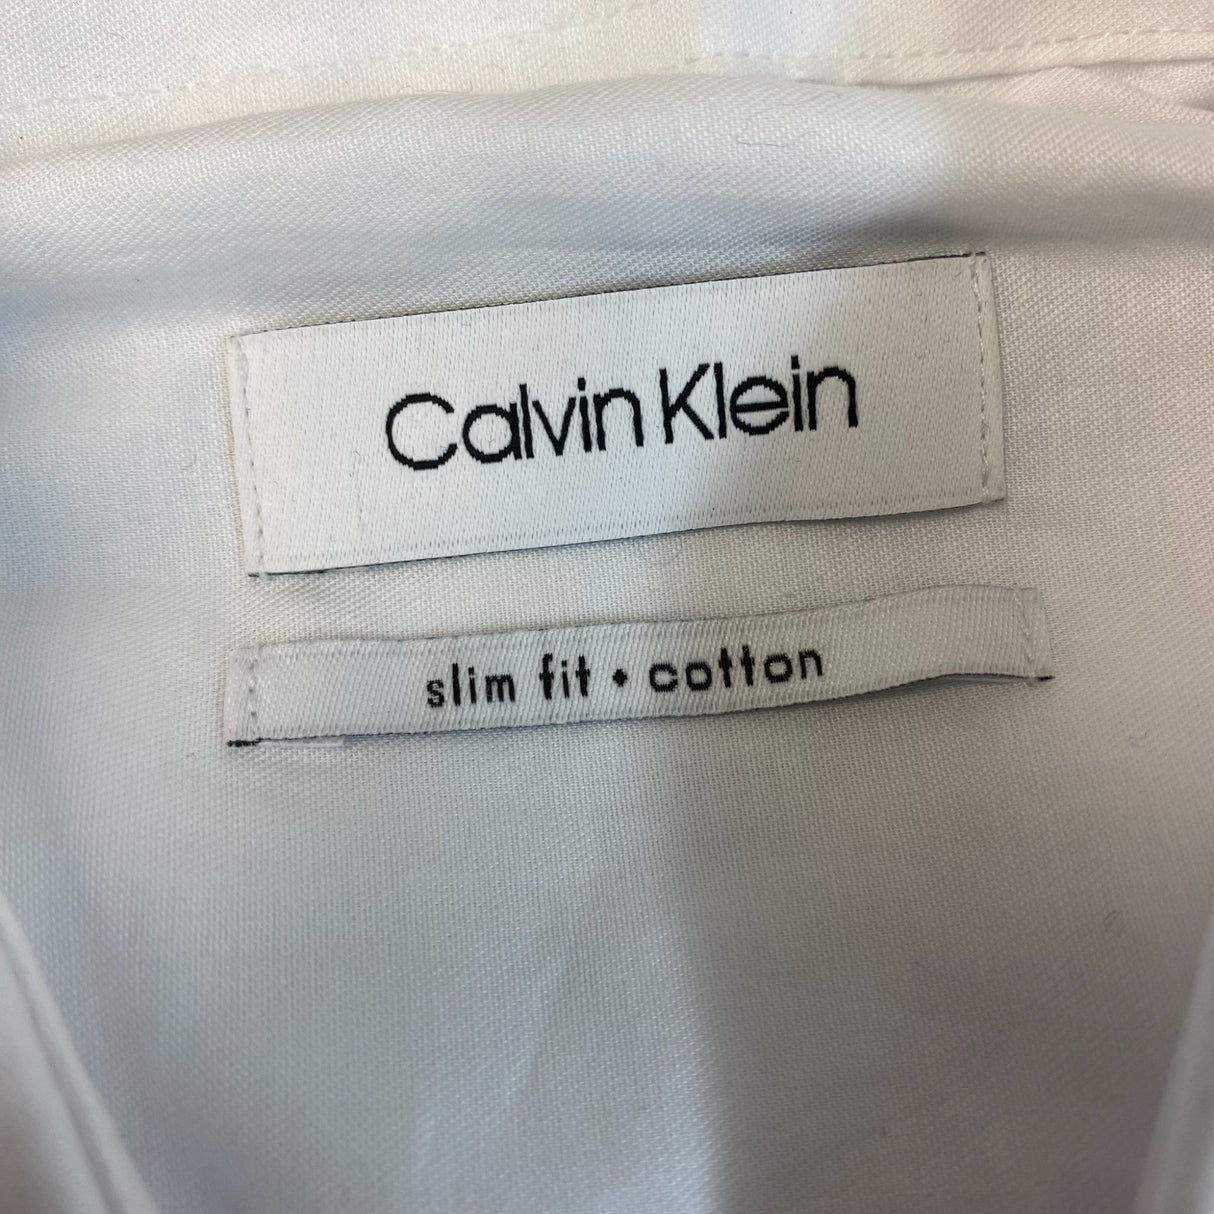 Calvin Klein
slim fit • cotton